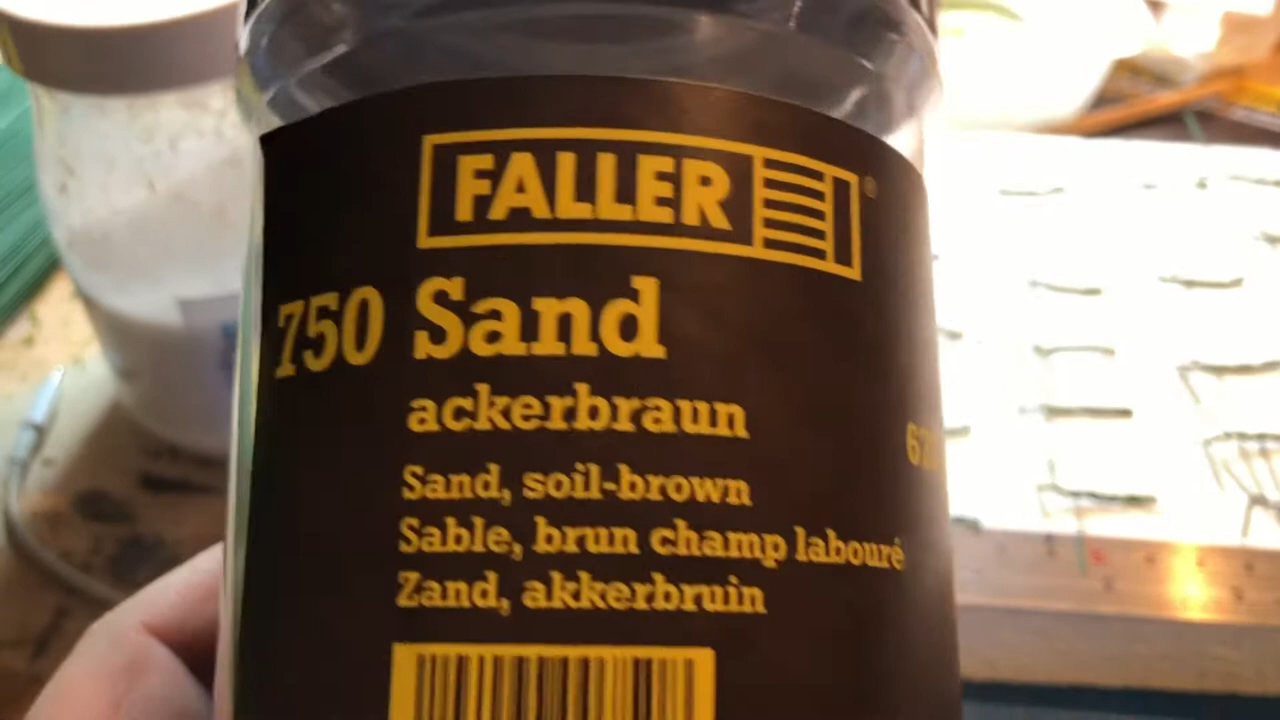 FALLER
750 Sand
ackerbraun
Sand, soil-brown
Sable, brun champ labouré
Zand, akkerbruin